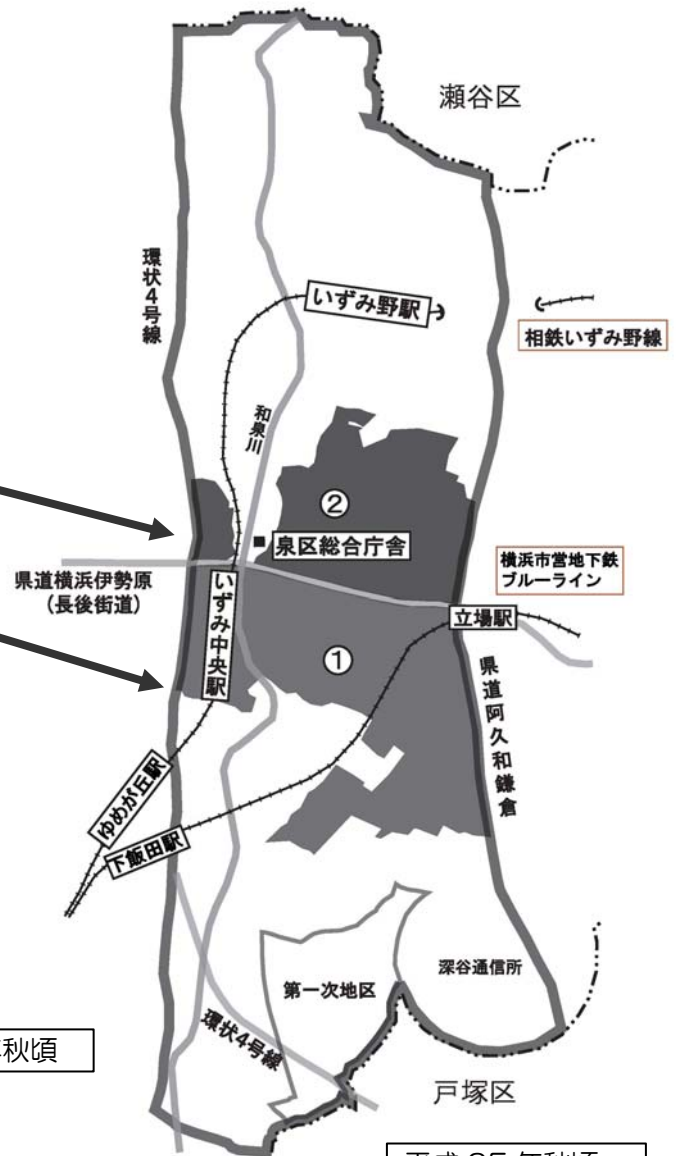 瀬谷区
環状4号線
いずみ野駅
相鉄いずみ野線
和泉川
②
泉区総合庁舎
県道横浜伊勢原
(長後街道)
横浜市営地下鉄
ブルーライン
いずみ中央駅
立場駅
①
県道阿久和鎌倉
ゆめが丘駅
下飯田駅
第一次地区
深谷通信所
環状4号線
秋頃
戸塚区